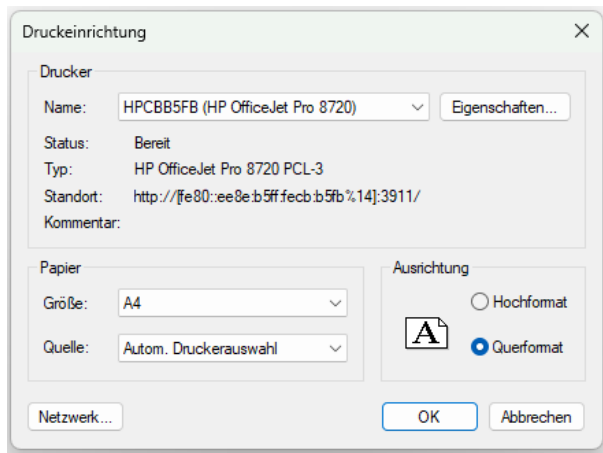 Druckeinrichtung
Drucker
Name: HPCBB5FB (HP OfficeJet Pro 8720) Eigenschaften...
Status: Bereit
Typ: HP OfficeJet Pro 8720 PCL-3
Standort: http://[fe80::ee8e:b5ff:fecb:b5fb%14]:3911/
Kommentar:
Papier
Größe: A4
Quelle: Autom. Druckerauswahl
Ausrichtung
A
Hochformat
Querformat
Netzwerk... OK Abbrechen